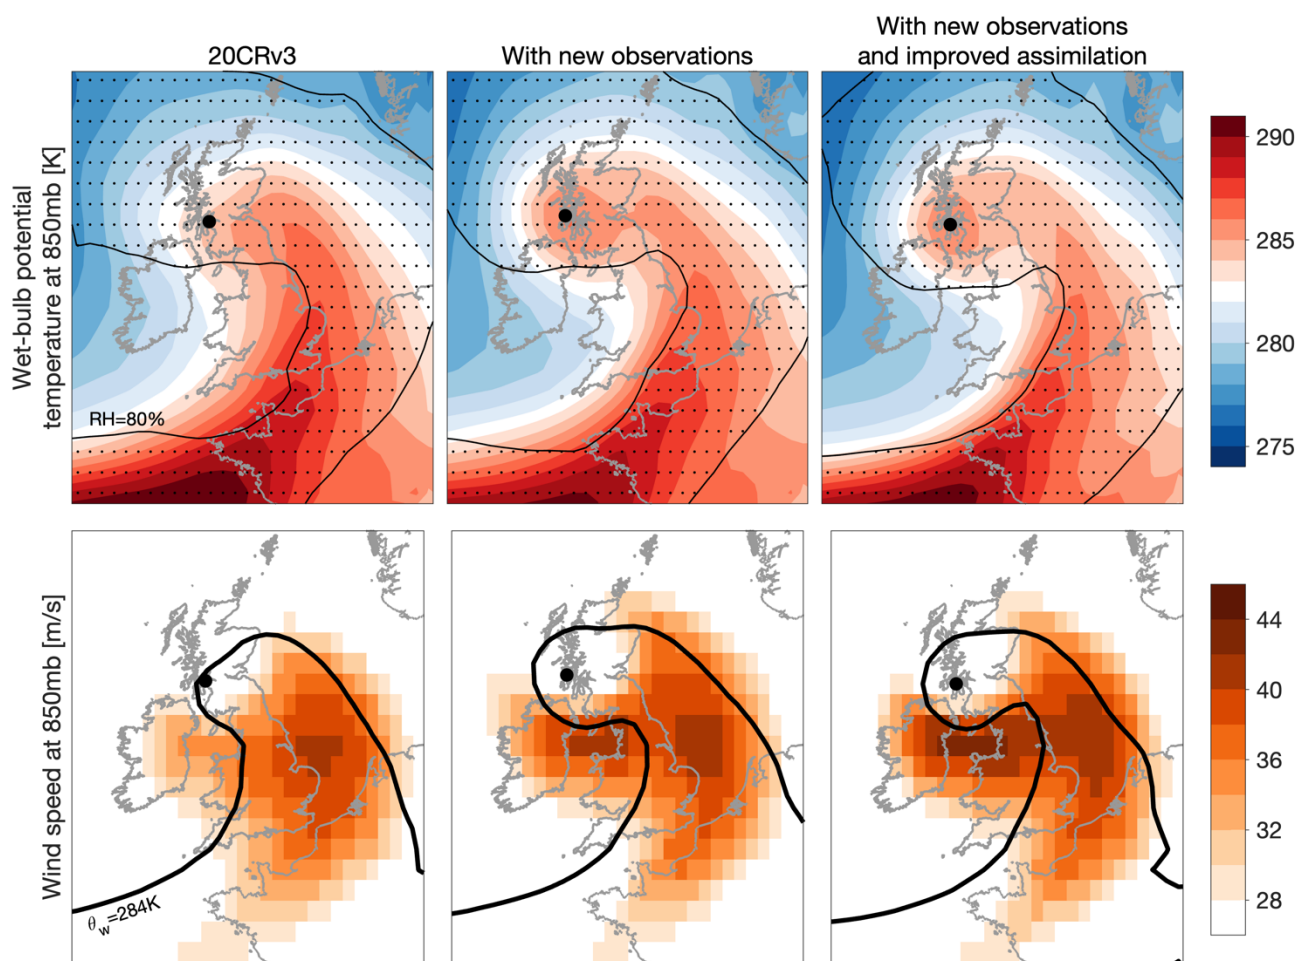 20CRv3
With new observations
With new observations
and improved assimilation
Wet-bulb potential
temperature at 850mb [K]
RH=80%
290
285
280
275
Wind speed at 850mb [m/s]
θw=284K
44
40
36
32
28